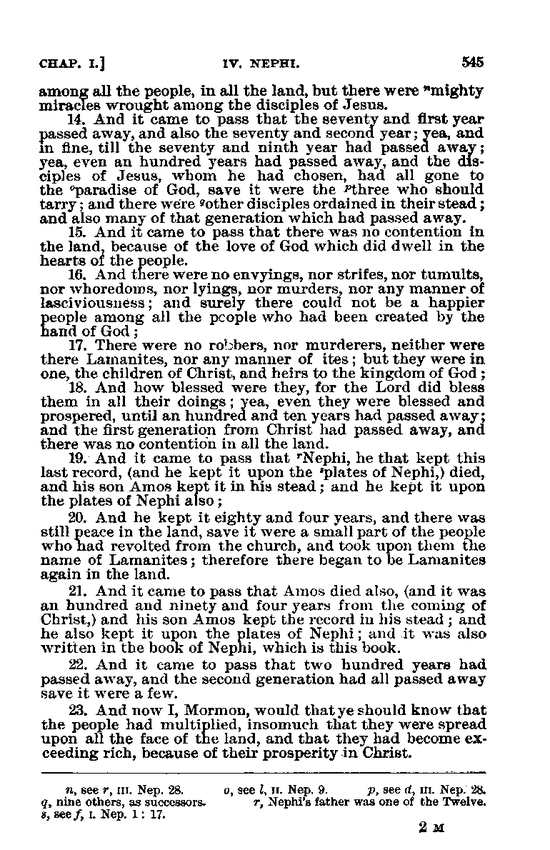 CHAP. I.] IV. NEPHI. 545
among all the people, in all the land, but there were ⁿmighty
miracles wrought among the disciples of Jesus.
14. And it came to pass that the seventy and first year
passed away, and also the seventy and second year; yea, and
in fine, till the seventy and ninth year had passed away;
yea, even an hundred years had passed away, and the dis-
ciples of Jesus, whom he had chosen, had all gone to
the ᵒparadise of God, save it were the ᵖthree who should
tarry; and there were qother disciples ordained in their stead;
and also many of that generation which had passed away.
15. And it came to pass that there was no contention in
the land, because of the love of God which did dwell in the
hearts of the people.
16. And there were no envyings, nor strifes, nor tumults,
nor whoredoms, nor lyings, nor murders, nor any manner of
lasciviousness; and surely there could not be a happier
people among all the people who had been created by the
hand of God;
17. There were no robbers, nor murderers, neither were
there Lamanites, nor any manner of ites; but they were in
one, the children of Christ, and heirs to the kingdom of God;
18. And how blessed were they, for the Lord did bless
them in all their doings; yea, even they were blessed and
prospered, until an hundred and ten years had passed away;
and the first generation from Christ had passed away, and
there was no contention in all the land.
19. And it came to pass that ʳNephi, he that kept this
last record, (and he kept it upon the ˢplates of Nephi,) died,
and his son Amos kept it in his stead; and he kept it upon
the plates of Nephi also;
20. And he kept it eighty and four years, and there was
still peace in the land, save it were a small part of the people
who had revolted from the church, and took upon them the
name of Lamanites; therefore there began to be Lamanites
again in the land.
21. And it came to pass that Amos died also, (and it was
an hundred and ninety and four years from the coming of
Christ,) and his son Amos kept the record in his stead; and
he also kept it upon the plates of Nephi; and it was also
written in the book of Nephi, which is this book.
22. And it came to pass that two hundred years had
passed away, and the second generation had all passed away
save it were a few.
23. And now I, Mormon, would that ye should know that
the people had multiplied, insomuch that they were spread
upon all the face of the land, and that they had become ex-
ceeding rich, because of their prosperity in Christ.
n, see r, III. Nep. 28. o, see l, II. Nep. 9. p, see d, III. Nep. 28.
q, nine others, as successors. r, Nephi's father was one of the Twelve.
s, see f, I. Nep. 1: 17.
2 M